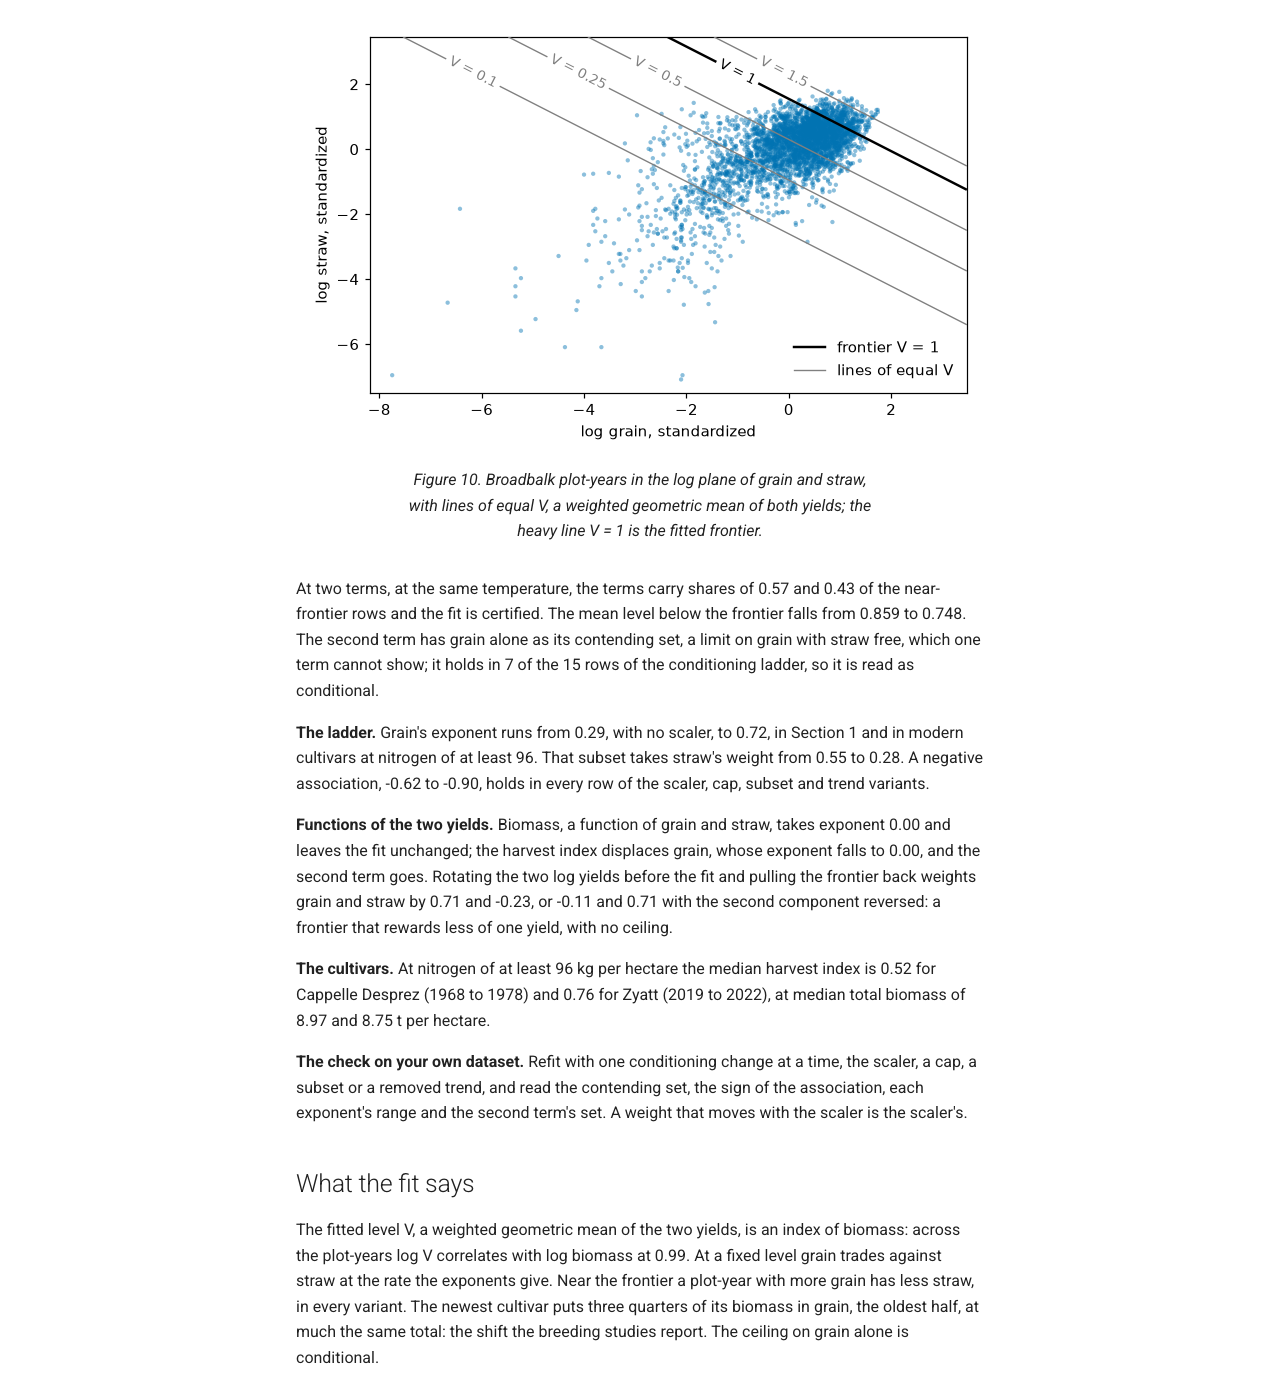 V = 0.1
V = 0.25
V = 0.5
V = 1
V = 1.5
2
0
−2
−4
−6
log straw, standardized
frontier V = 1
lines of equal V
−8
−6
−4
−2
0
2
log grain, standardized
Figure 10. Broadbalk plot-years in the log plane of grain and straw,
with lines of equal V, a weighted geometric mean of both yields; the
heavy line V = 1 is the fitted frontier.
At two terms, at the same temperature, the terms carry shares of 0.57 and 0.43 of the near-
frontier rows and the fit is certified. The mean level below the frontier falls from 0.859 to 0.748.
The second term has grain alone as its contending set, a limit on grain with straw free, which one
term cannot show; it holds in 7 of the 15 rows of the conditioning ladder, so it is read as
conditional.
The ladder. Grain's exponent runs from 0.29, with no scaler, to 0.72, in Section 1 and in modern
cultivars at nitrogen of at least 96. That subset takes straw's weight from 0.55 to 0.28. A negative
association, -0.62 to -0.90, holds in every row of the scaler, cap, subset and trend variants.
Functions of the two yields. Biomass, a function of grain and straw, takes exponent 0.00 and
leaves the fit unchanged; the harvest index displaces grain, whose exponent falls to 0.00, and the
second term goes. Rotating the two log yields before the fit and pulling the frontier back weights
grain and straw by 0.71 and -0.23, or -0.11 and 0.71 with the second component reversed: a
frontier that rewards less of one yield, with no ceiling.
The cultivars. At nitrogen of at least 96 kg per hectare the median harvest index is 0.52 for
Cappelle Desprez (1968 to 1978) and 0.76 for Zyatt (2019 to 2022), at median total biomass of
8.97 and 8.75 t per hectare.
The check on your own dataset. Refit with one conditioning change at a time, the scaler, a cap, a
subset or a removed trend, and read the contending set, the sign of the association, each
exponent's range and the second term's set. A weight that moves with the scaler is the scaler's.
What the fit says
The fitted level V, a weighted geometric mean of the two yields, is an index of biomass: across
the plot-years log V correlates with log biomass at 0.99. At a fixed level grain trades against
straw at the rate the exponents give. Near the frontier a plot-year with more grain has less straw,
in every variant. The newest cultivar puts three quarters of its biomass in grain, the oldest half, at
much the same total: the shift the breeding studies report. The ceiling on grain alone is
conditional.